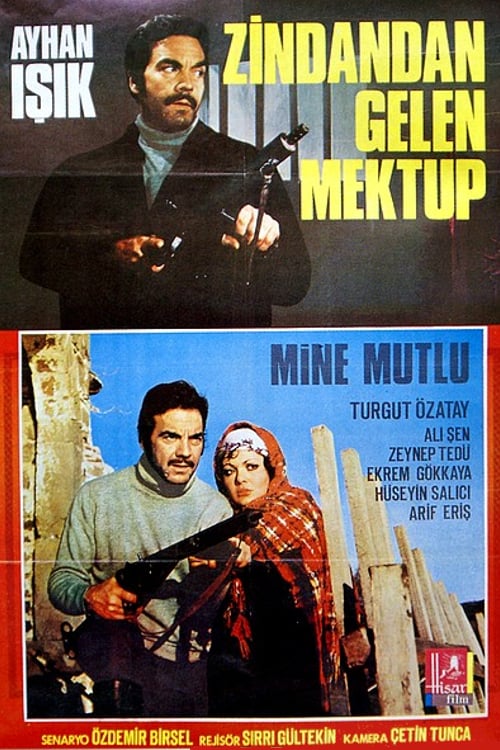 AYHAN
IŞIK
ZİNDANDAN
GELEN
MEKTUP
MİNE MUTLU
TURGUT ÖZATAY
ALİ ŞEN
ZEYNEP TEDÜ
EKREM GÖKKAYA
HÜSEYİN SALICI
ARİF ERİŞ
Hisar
film
SENARYO ÖZDEMİR BİRSEL REJİSÖR SIRRI GÜLTEKİN KAMERA ÇETİN TUNCA